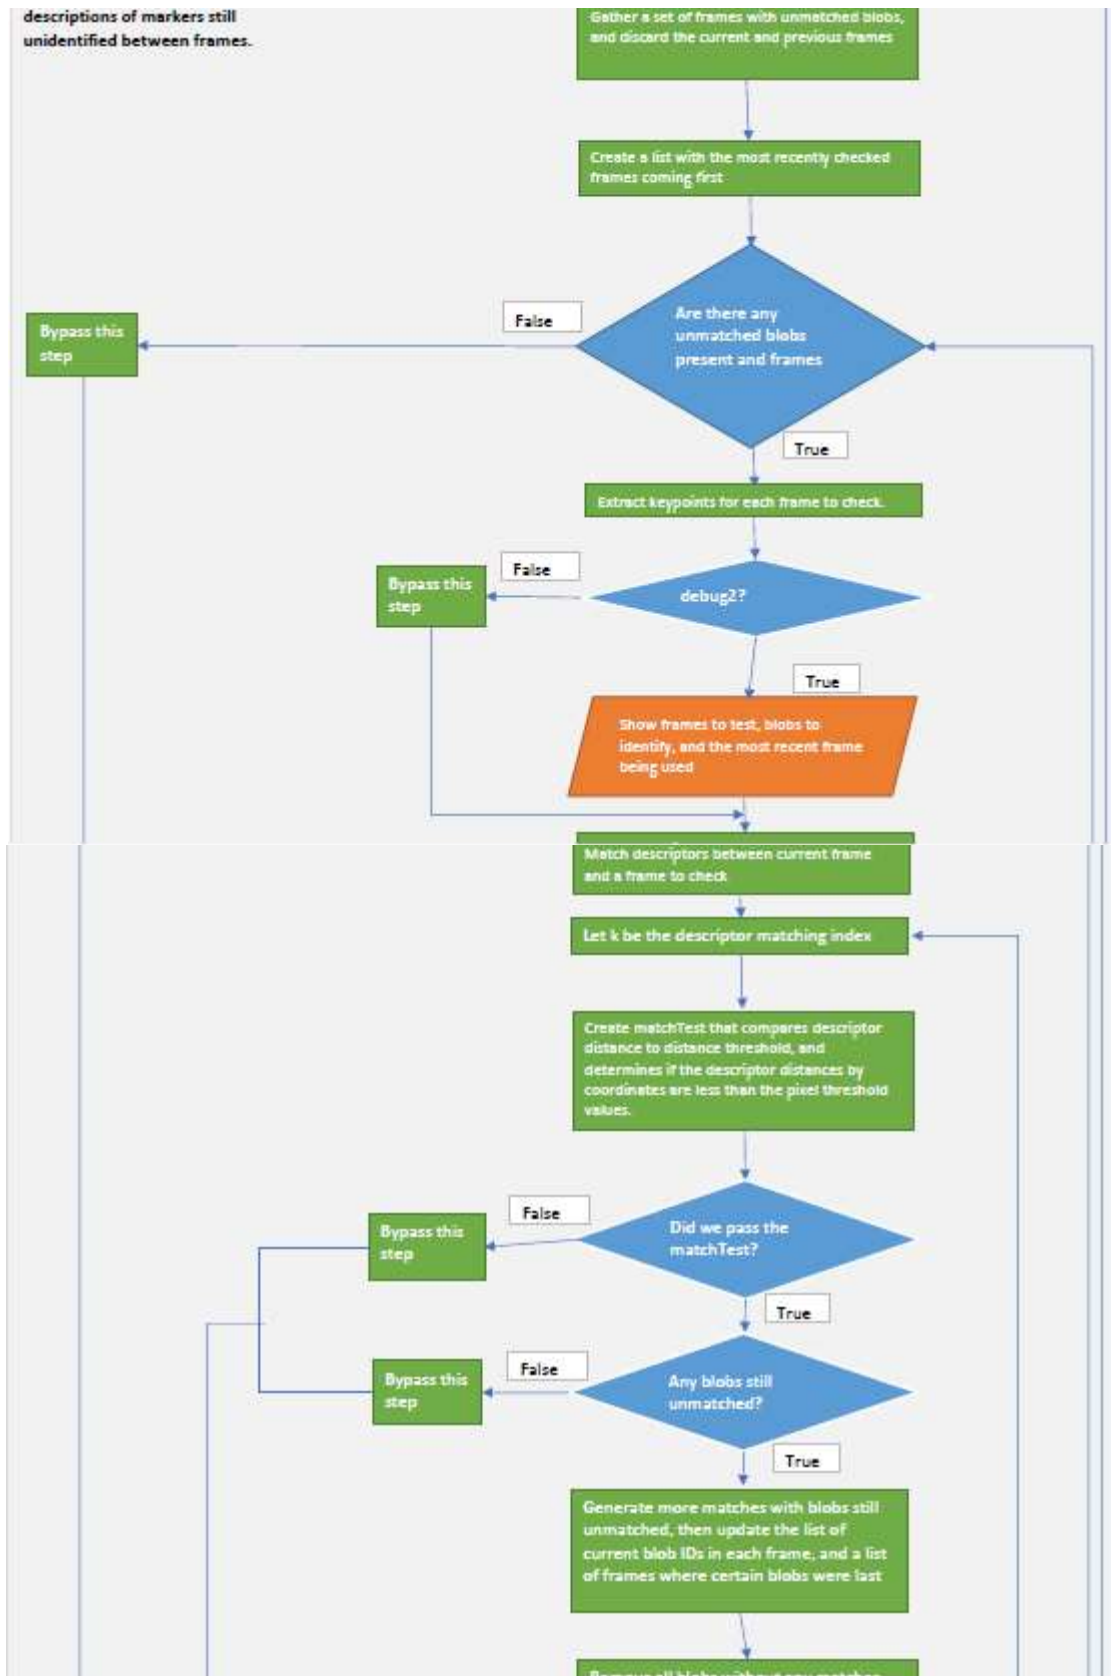 descriptions of markers still
unidentified between frames.
Gather a set of frames with unmatched blobs,
and discard the current and previous frames
Create a list with the most recently checked
frames coming first
Are there any
unmatched blobs
present and frames
False
Bypass this
step
True
Extract keypoints for each frame to check.
debug2?
False
Bypass this
step
True
Show frames to test, blobs to
identify, and the most recent frame
being used
Match descriptors between current frame
and a frame to check
Let k be the descriptor matching index
Create matchTest that compares descriptor
distance to distance threshold, and
determines if the descriptor distances by
coordinates are less than the pixel threshold
values.
Did we pass the
matchTest?
False
Bypass this
step
True
Any blobs still
unmatched?
False
Bypass this
step
True
Generate more matches with blobs still
unmatched, then update the list of
current blob IDs in each frame, and a list
of frames where certain blobs were last
Remove all blobs without any matches